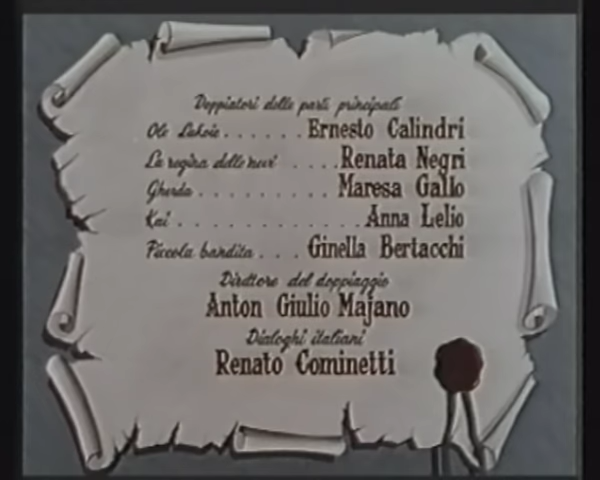 Doppiatori delle parti principali
Ole Lukoie . . . . . . Ernesto Calindri
La regina delle nevi . . . . Renata Negri
Gherda . . . . . . . . . Maresa Gallo
Kai . . . . . . . . . . . . . Anna Lelio
Piccola bandita . . . Ginella Bertacchi
Direttore del doppiaggio
Anton Giulio Majano
Dialoghi italiani
Renato Cominetti